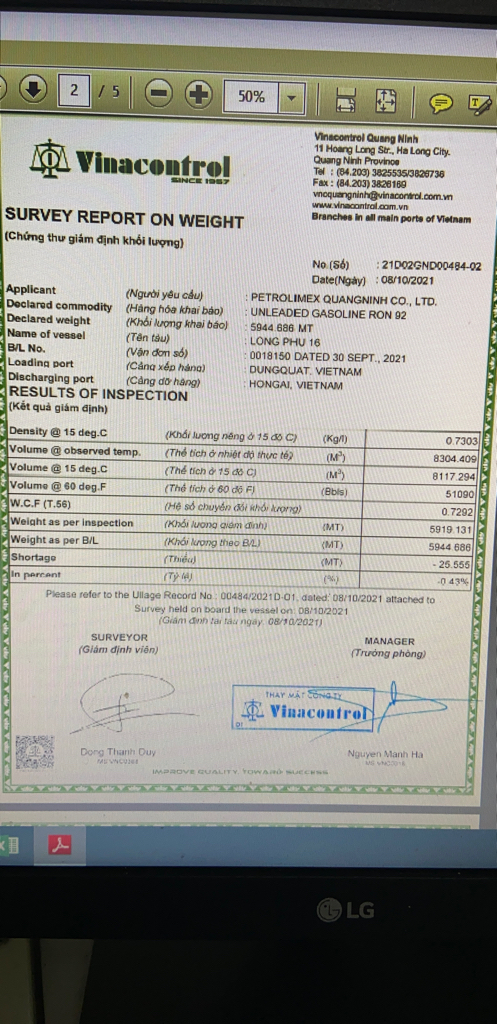 2 / 5
50%
Vinacontrol
SINCE 1957
Vinacontrol Quang Ninh
11 Hoang Long Str., Ha Long City.
Quang Ninh Province
Tel : (84.203) 3825535/3826736
Fax : (84.203) 3826169
vncquangninh@vinacontrol.com.vn
www.vinacontrol.com.vn
Branches in all main ports of Vietnam
SURVEY REPORT ON WEIGHT
(Chứng thư giám định khối lượng)
No.(Số) : 21D02GND00484-02
Date(Ngày) : 08/10/2021
Applicant (Người yêu cầu) : PETROLIMEX QUANGNINH CO., LTD.
Declared commodity (Hàng hóa khai báo) : UNLEADED GASOLINE RON 92
Declared weight (Khối lượng khai báo) : 5944.686 MT
Name of vessel (Tên tàu) : LONG PHU 16
B/L No. (Vận đơn số) : 0018150 DATED 30 SEPT., 2021
Loading port (Cảng xếp hàng) : DUNGQUAT, VIETNAM
Discharging port (Cảng dỡ hàng) : HONGAI, VIETNAM
RESULTS OF INSPECTION
(Kết quả giám định)
Density @ 15 deg.C (Khối lượng riêng ở 15 độ C) (Kg/l) 0.7303
Volume @ observed temp. (Thể tích ở nhiệt độ thực tế) (M³) 8304.409
Volume @ 15 deg.C (Thể tích ở 15 độ C) (M³) 8117.294
Volume @ 60 deg.F (Thể tích ở 60 độ F) (Bbls) 51090
W.C.F (T.56) (Hệ số chuyển đổi khối lượng) 0.7292
Weight as per inspection (Khối lượng giám định) (MT) 5919.131
Weight as per B/L (Khối lượng theo B/L) (MT) 5944.686
Shortage (Thiếu) (MT) - 25.555
In percent (Tỷ lệ) (%) -0.43%
Please refer to the Ullage Record No : 00484/2021D-01, dated: 08/10/2021 attached to
Survey held on board the vessel on: 08/10/2021
(Giám định tại tàu ngày: 08/10/2021)
SURVEYOR
(Giám định viên)
MANAGER
(Trưởng phòng)
THAY MẶT CÔNG TY
Vinacontrol
01
Dong Thanh Duy
Nguyen Manh Ha
IMPROVE QUALITY, TOWARD SUCCESS
LG